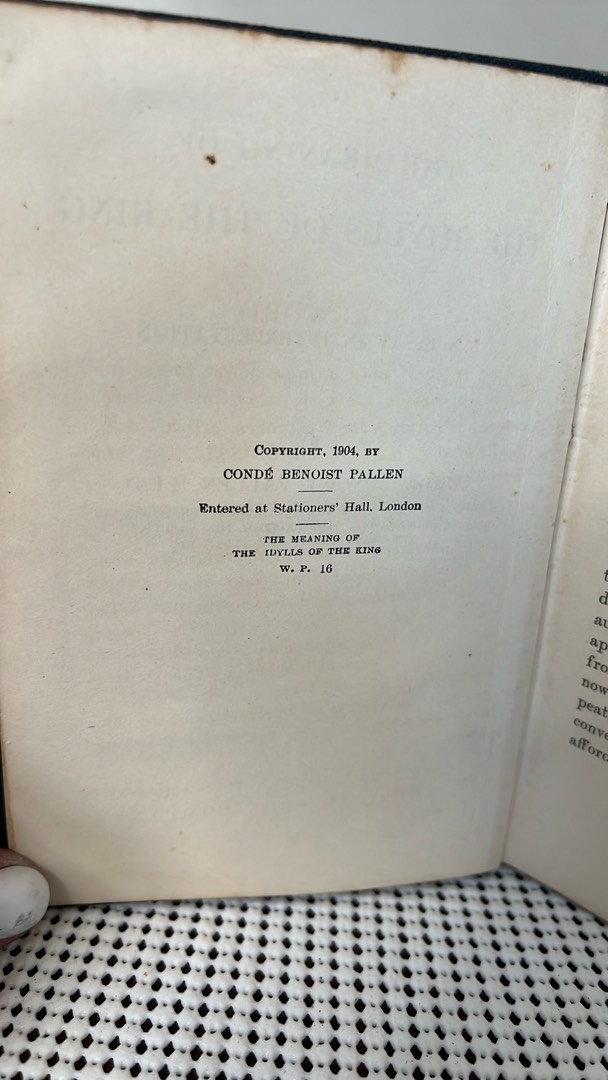 COPYRIGHT, 1904, BY
CONDÉ BENOIST PALLEN
Entered at Stationers' Hall, London
THE MEANING OF
THE IDYLLS OF THE KING
W. P. 16
now